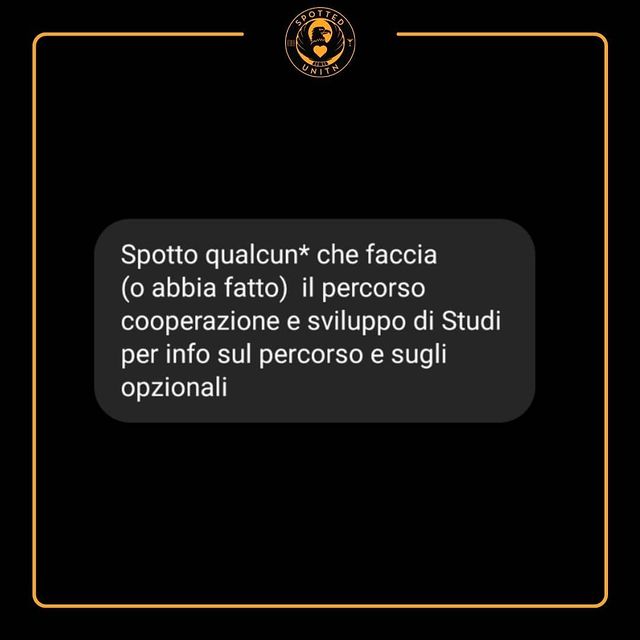 SPOTTED
UNITN
Spotto qualcun* che faccia
(o abbia fatto)  il percorso
cooperazione e sviluppo di Studi
per info sul percorso e sugli
opzionali